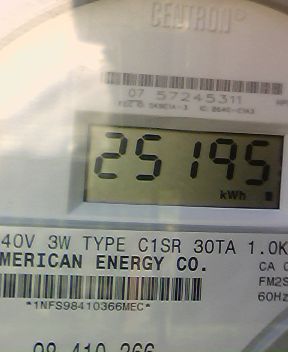 CENTRON®
07 57245311
25195
kWh
40V 3W TYPE C1SR 30TA 1.0K
MERICAN ENERGY CO.
CA 0
FM2S
60Hz
*1NFS98410366MEC*
98 410 366